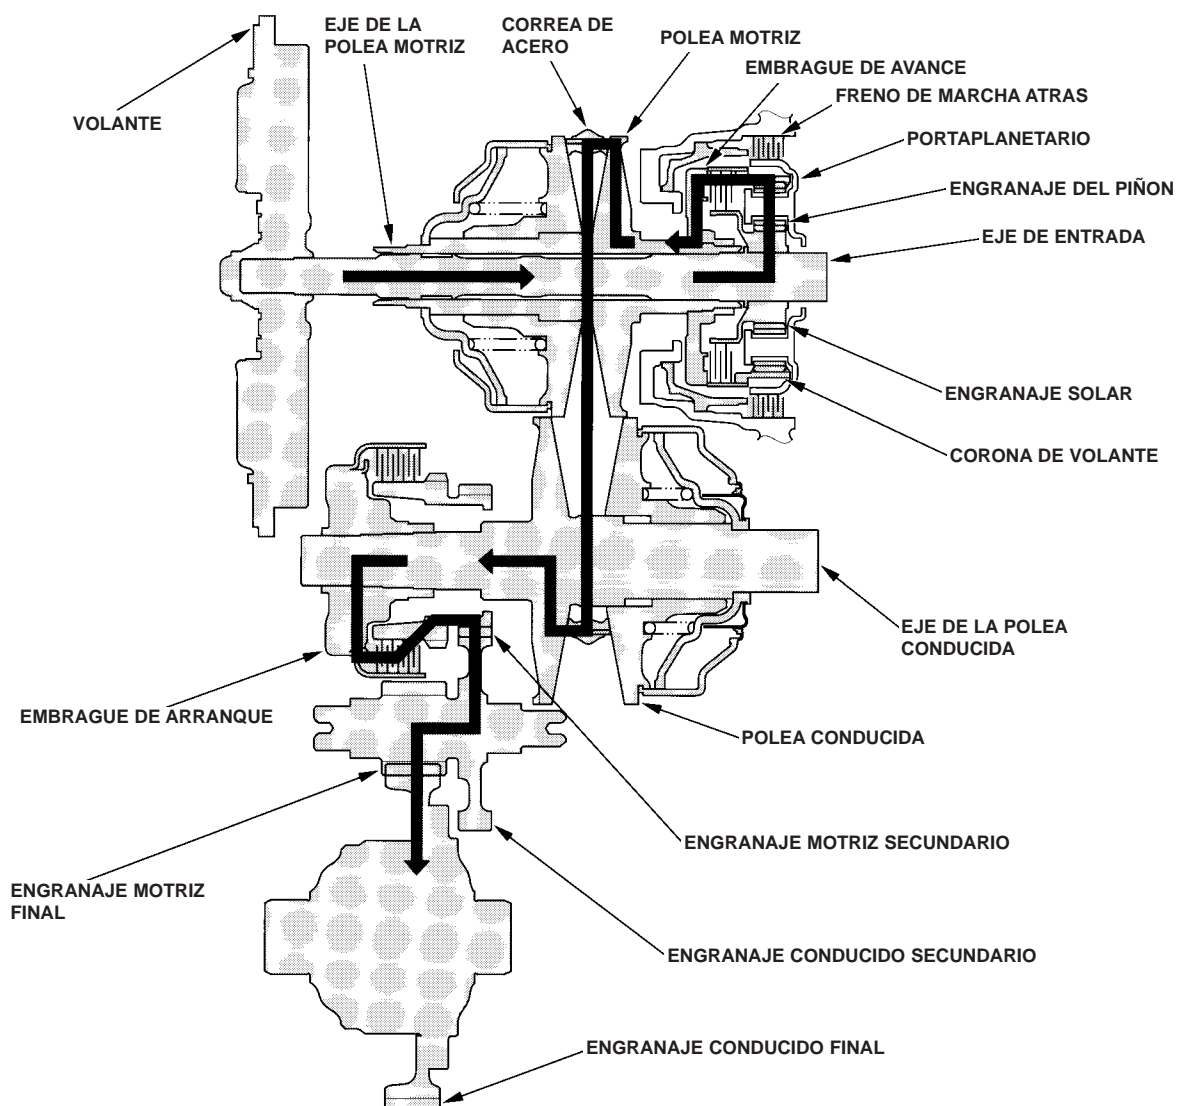 EJE DE LA
POLEA MOTRIZ
CORREA DE
ACERO
POLEA MOTRIZ
EMBRAGUE DE AVANCE
FRENO DE MARCHA ATRAS
VOLANTE
PORTAPLANETARIO
ENGRANAJE DEL PIÑON
EJE DE ENTRADA
ENGRANAJE SOLAR
CORONA DE VOLANTE
EJE DE LA POLEA
CONDUCIDA
EMBRAGUE DE ARRANQUE
POLEA CONDUCIDA
ENGRANAJE MOTRIZ SECUNDARIO
ENGRANAJE MOTRIZ
FINAL
ENGRANAJE CONDUCIDO SECUNDARIO
ENGRANAJE CONDUCIDO FINAL